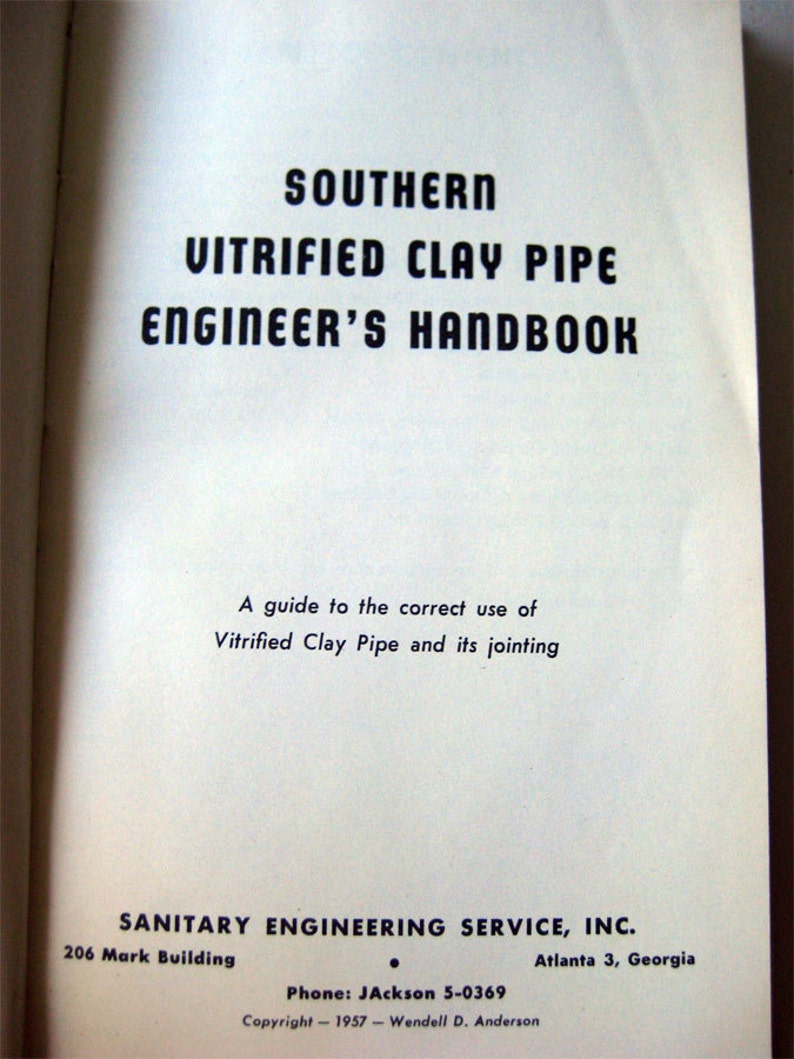 SOUTHERN
VITRIFIED CLAY PIPE
ENGINEER'S HANDBOOK
A guide to the correct use of
Vitrified Clay Pipe and its jointing
SANITARY ENGINEERING SERVICE, INC.
206 Mark Building • Atlanta 3, Georgia
Phone: JAckson 5-0369
Copyright — 1957 — Wendell D. Anderson